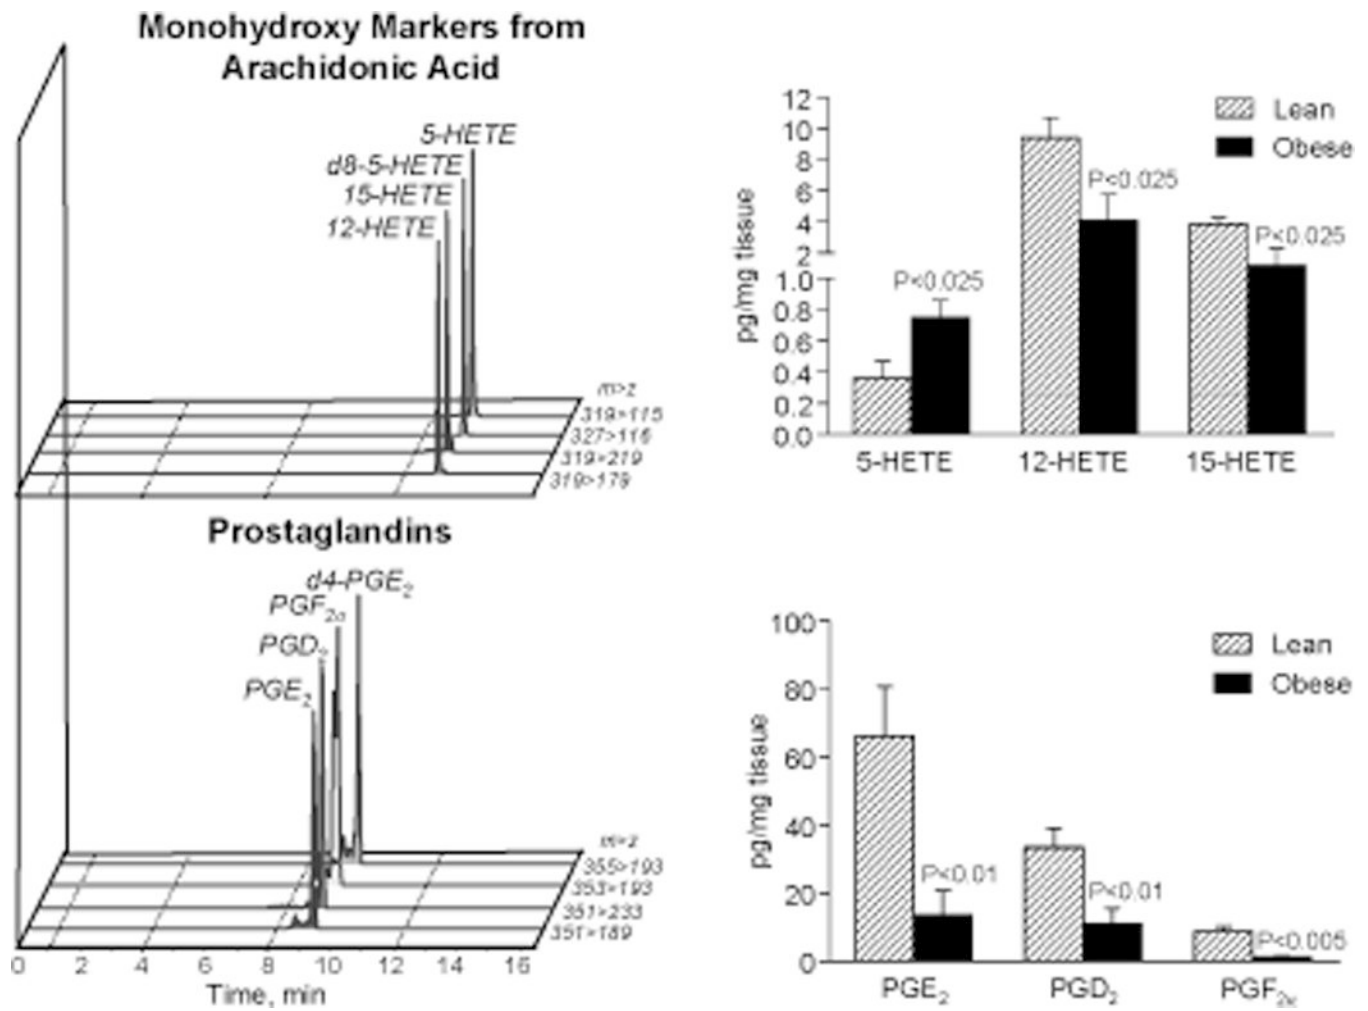 Monohydroxy Markers from
Arachidonic Acid
5-HETE
d8-5-HETE
15-HETE
12-HETE
m>z
319>115
327>116
319>219
319>179
Prostaglandins
d4-PGE2
PGF2α
PGD2
PGE2
m>z
355>193
353>193
351>233
351>189
0 2 4 6 8 10 12 14 16
Time, min
Lean
Obese
pg/mg tissue
12
10
8
6
4
2
1.0
0.8
0.6
0.4
0.2
0.0
P<0.025
P<0.025
P<0.025
5-HETE 12-HETE 15-HETE
Lean
Obese
pg/mg tissue
100
80
60
40
20
0
P<0.01
P<0.01
P<0.005
PGE2 PGD2 PGF2α